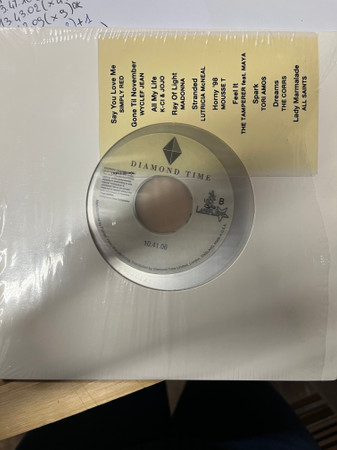 Say You Love Me
SIMPLY RED
Gone Til November
WYCLEF JEAN
All My Life
K-CI & JOJO
Ray Of Light
MADONNA
Stranded
LUTRICIA McNEAL
Horny '98
MOUSSE T
Feel It
THE TAMPERER feat. MAYA
Spark
TORI AMOS
Dreams
THE CORRS
Lady Marmalade
ALL SAINTS
DIAMOND TIME
10.41.06